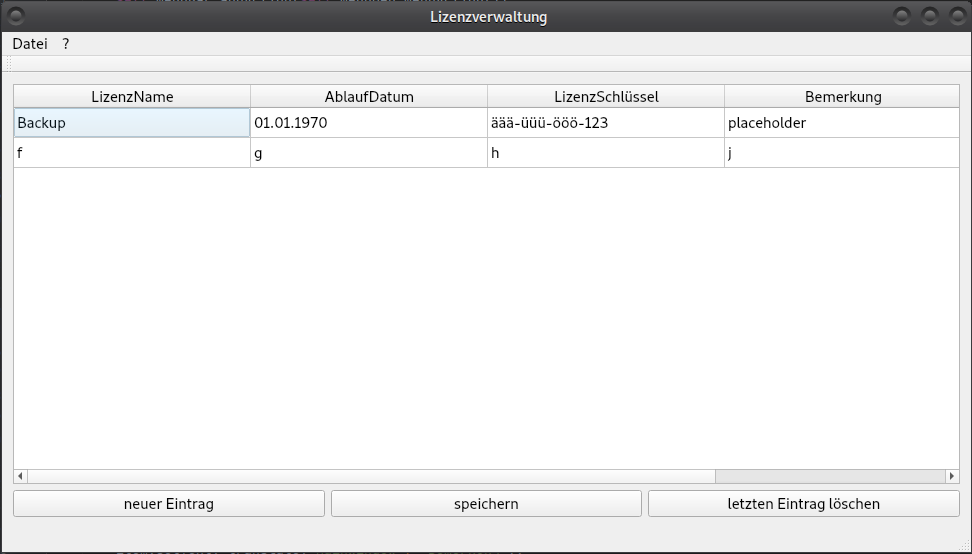 Lizenzverwaltung
Datei ?
LizenzName AblaufDatum LizenzSchlüssel Bemerkung
Backup 01.01.1970 äää-üüü-ööö-123 placeholder
f g h j
neuer Eintrag speichern letzten Eintrag löschen